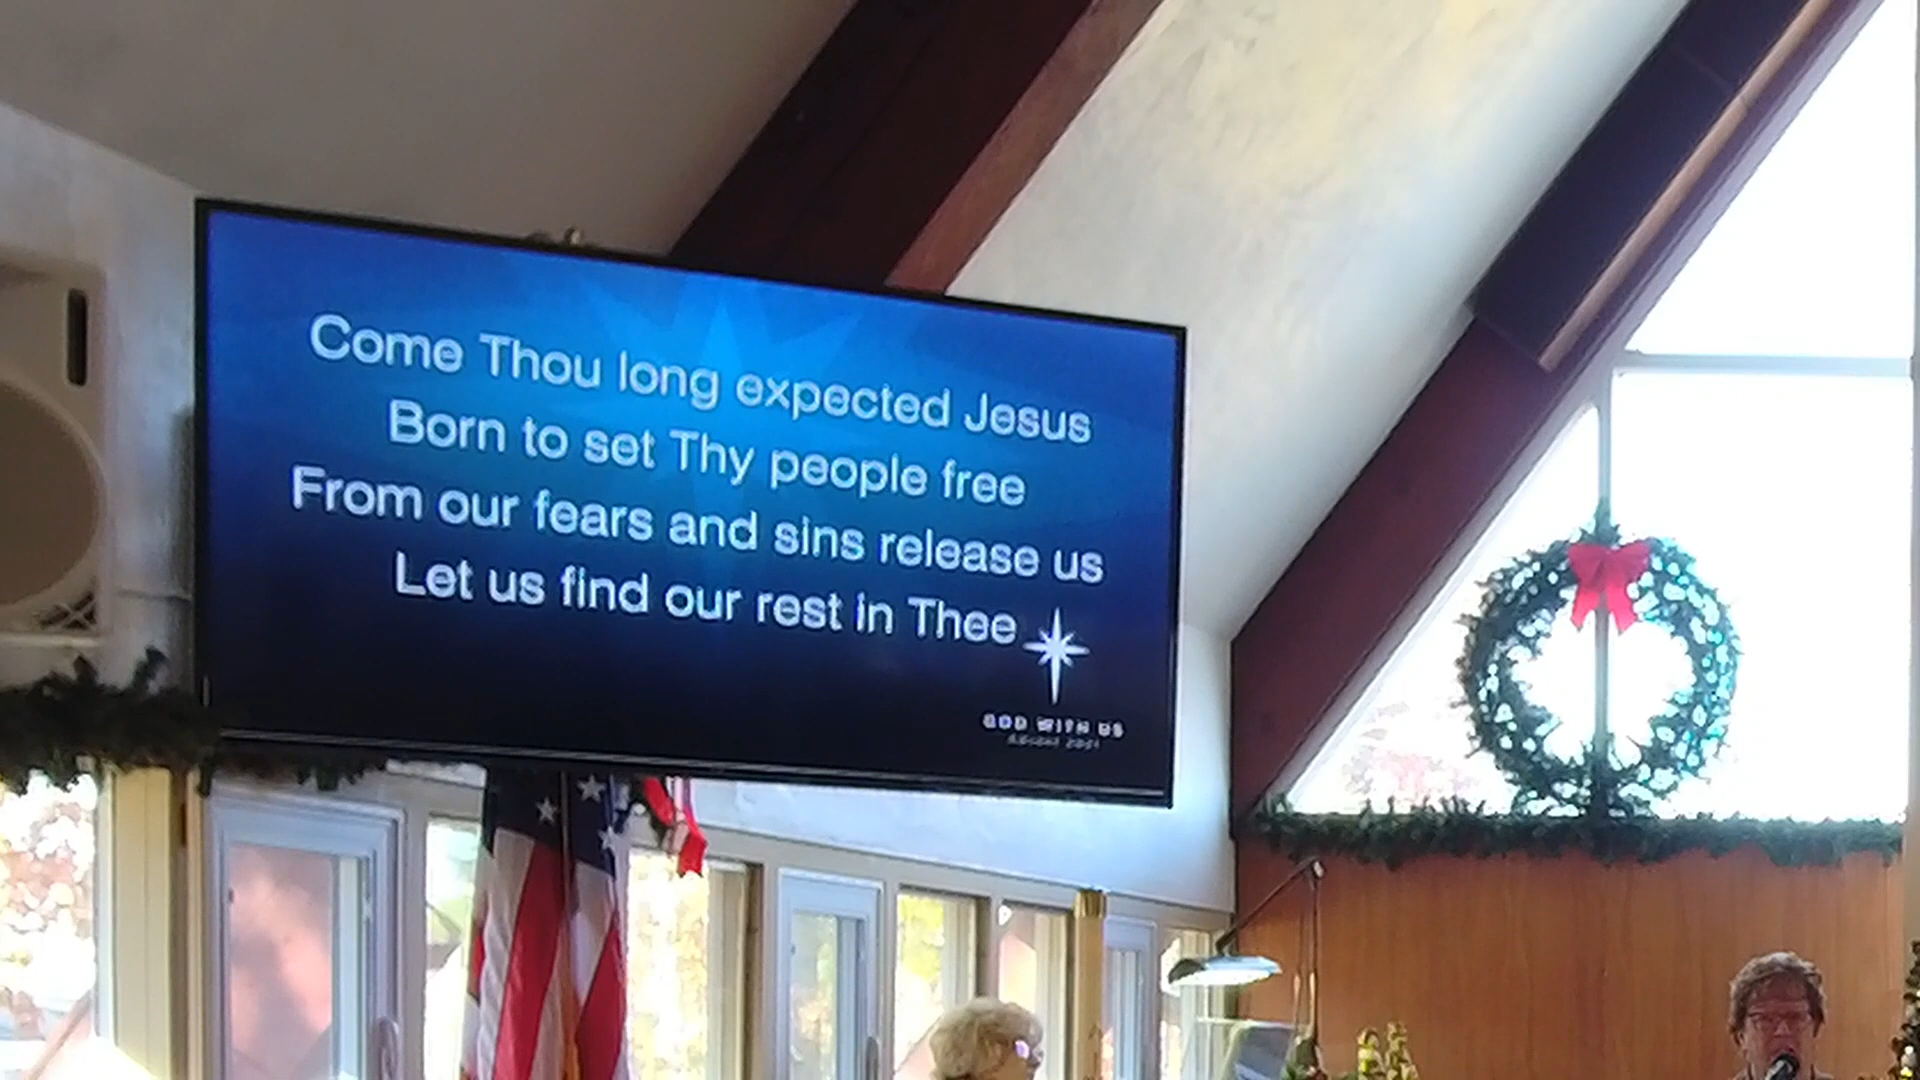 Come Thou long expected Jesus
Born to set Thy people free
From our fears and sins release us
Let us find our rest in Thee
GOD WITH US